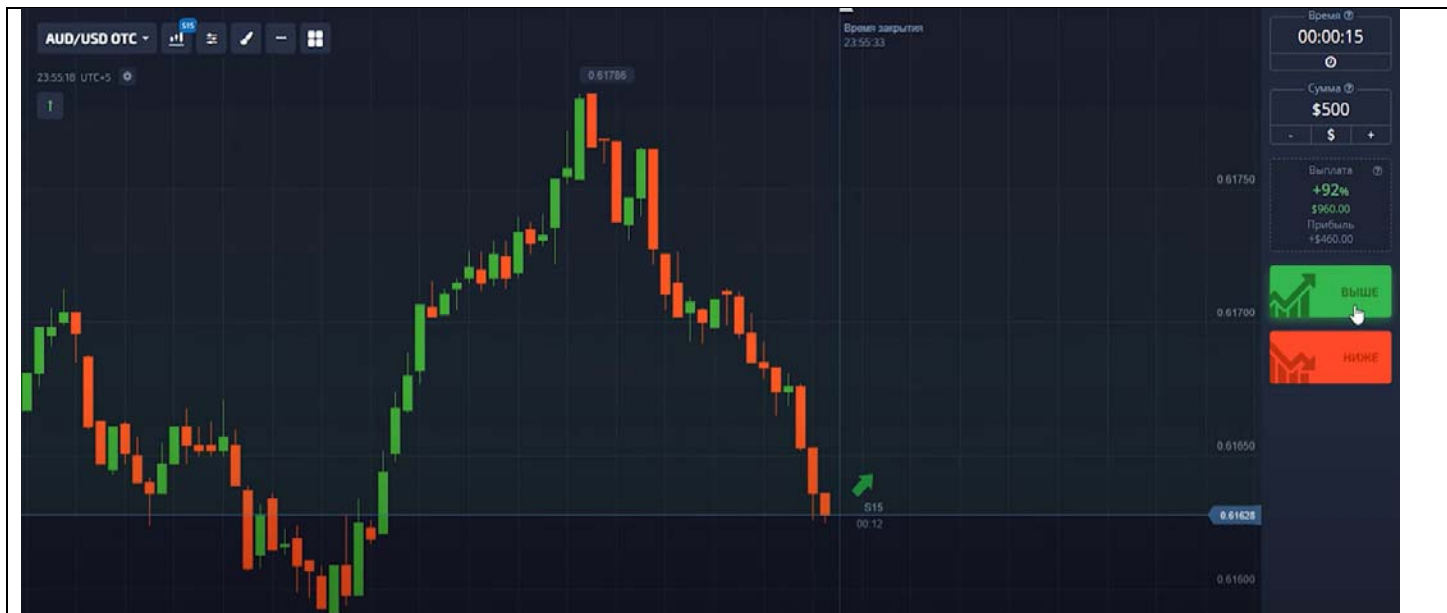 AUD/USD OTC
S15
23:55:18 UTC+5
0.61786
Время закрытия
23:55:33
0.61750
0.61700
0.61650
0.61628
0.61600
S15
00:12
Время
00:00:15
Сумма
$500
- $ +
Выплата
+92%
$960.00
Прибыль
+$460.00
ВЫШЕ
НИЖЕ